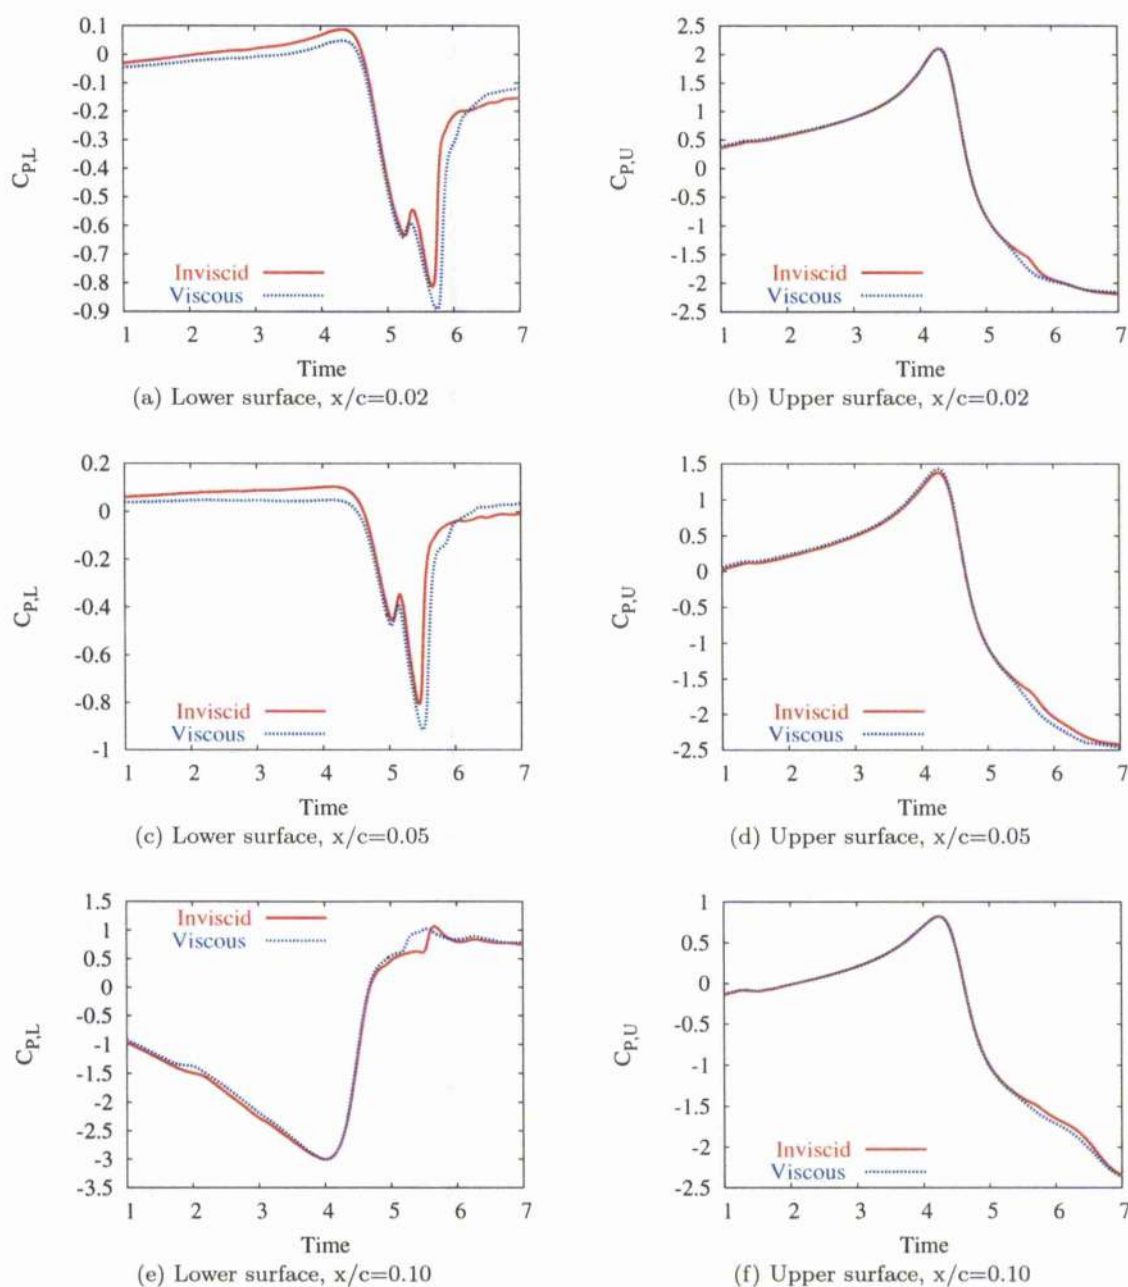 0.1
0
-0.1
-0.2
-0.3
-0.4
-0.5
-0.6
-0.7
-0.8
-0.9
C_P,L
Inviscid
Viscous
1 2 3 4 5 6 7
Time
(a) Lower surface, x/c=0.02
2.5
2
1.5
1
0.5
0
-0.5
-1
-1.5
-2
-2.5
C_P,U
Inviscid
Viscous
1 2 3 4 5 6 7
Time
(b) Upper surface, x/c=0.02
0.2
0
-0.2
-0.4
-0.6
-0.8
-1
C_P,L
Inviscid
Viscous
1 2 3 4 5 6 7
Time
(c) Lower surface, x/c=0.05
1.5
1
0.5
0
-0.5
-1
-1.5
-2
-2.5
C_P,U
Inviscid
Viscous
1 2 3 4 5 6 7
Time
(d) Upper surface, x/c=0.05
1.5
1
0.5
0
-0.5
-1
-1.5
-2
-2.5
-3
-3.5
C_P,L
Inviscid
Viscous
1 2 3 4 5 6 7
Time
(e) Lower surface, x/c=0.10
1
0.5
0
-0.5
-1
-1.5
-2
-2.5
C_P,U
Inviscid
Viscous
1 2 3 4 5 6 7
Time
(f) Upper surface, x/c=0.10